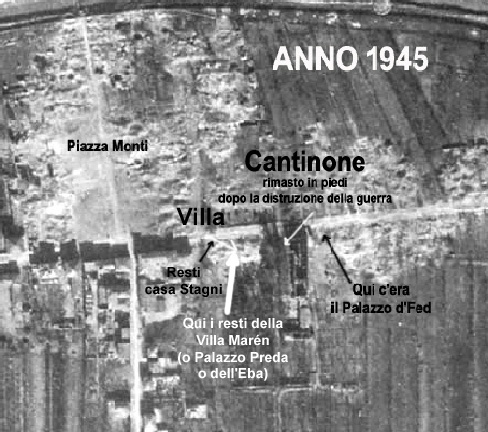 ANNO 1945
Piazza Monti
Cantinone
rimasto in piedi
dopo la distruzione della guerra
Villa
Resti
casa Stagni
Qui c'era
il Palazzo d'Fed
Qui i resti della
Villa Marén
(o Palazzo Preda
o dell'Eba)